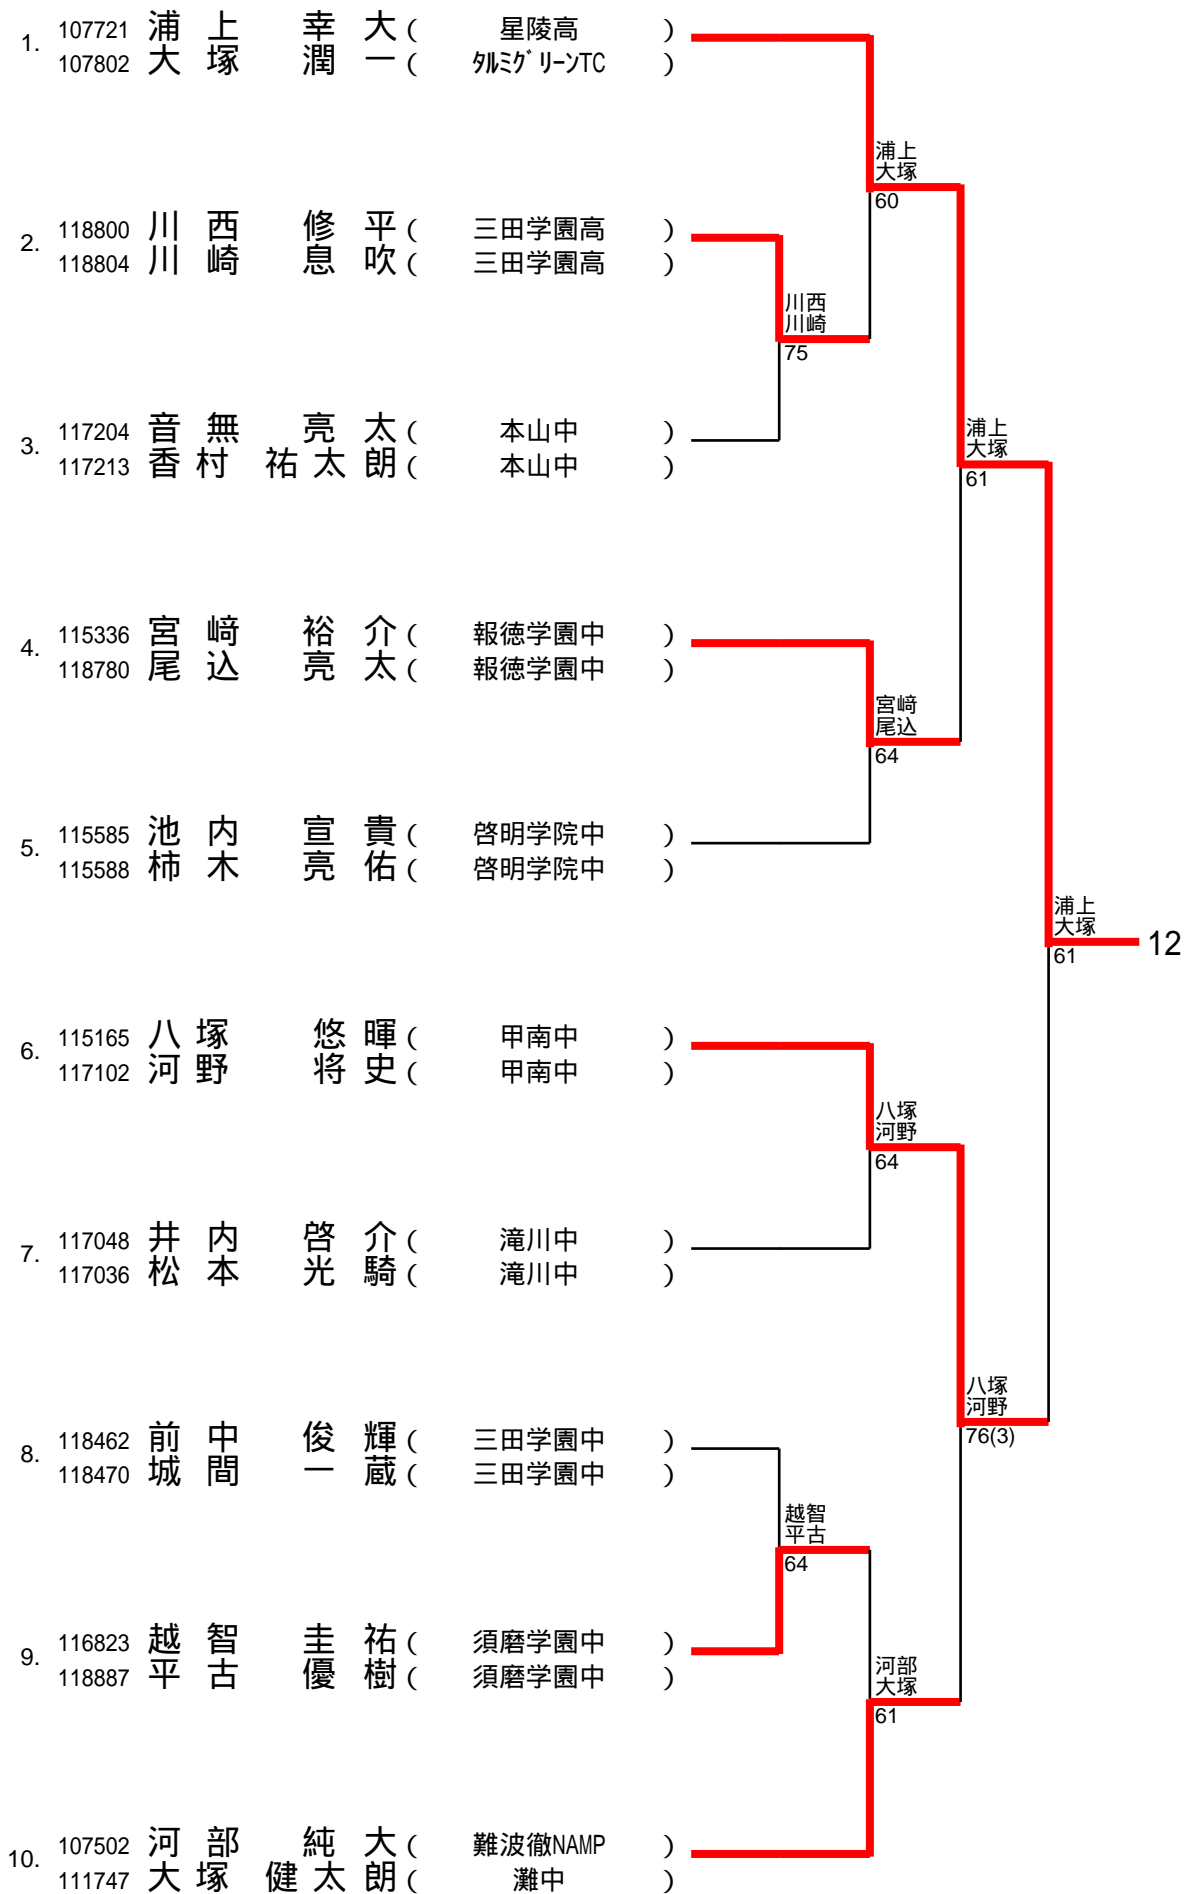 1. 107721 浦上 幸大 ( 星陵高 )
107802 大塚 潤一 ( タルミグリーンTC )
浦上
大塚
60
2. 118800 川西 修平 ( 三田学園高 )
118804 川崎 息吹 ( 三田学園高 )
川西
川崎
75
3. 117204 音無 亮太 ( 本山中 )
117213 香村 祐太朗 ( 本山中 )
浦上
大塚
61
4. 115336 宮﨑 裕介 ( 報徳学園中 )
118780 尾込 亮太 ( 報徳学園中 )
宮﨑
尾込
64
5. 115585 池内 宣貴 ( 啓明学院中 )
115588 柿木 亮佑 ( 啓明学院中 )
浦上
大塚
61
12
6. 115165 八塚 悠暉 ( 甲南中 )
117102 河野 将史 ( 甲南中 )
八塚
河野
64
7. 117048 井内 啓介 ( 滝川中 )
117036 松本 光騎 ( 滝川中 )
八塚
河野
76(3)
8. 118462 前中 俊輝 ( 三田学園中 )
118470 城間 一蔵 ( 三田学園中 )
越智
平古
64
9. 116823 越智 圭祐 ( 須磨学園中 )
118887 平古 優樹 ( 須磨学園中 )
河部
大塚
61
10. 107502 河部 純大 ( 難波徹NAMP )
111747 大塚 健太朗 ( 灘中 )